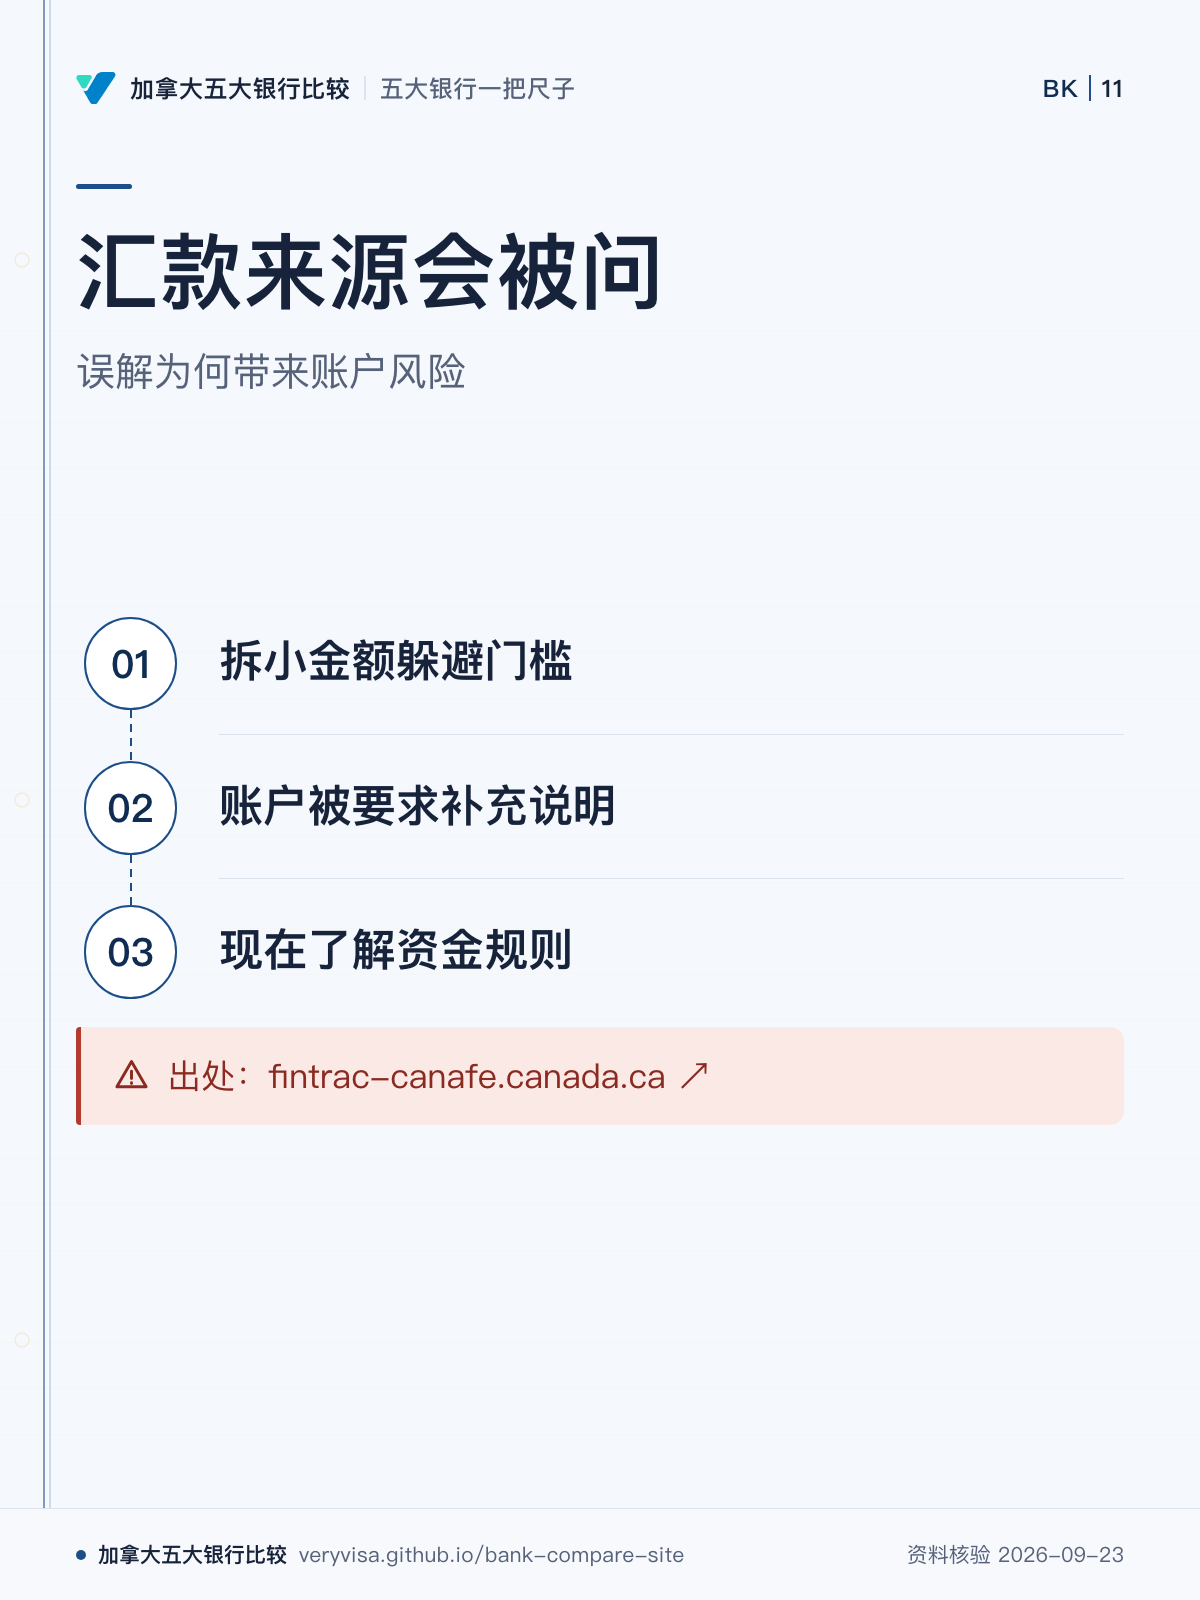 加拿大五大银行比较 五大银行一把尺子 BK 11
汇款来源会被问
误解为何带来账户风险
01 拆小金额躲避门槛
02 账户被要求补充说明
03 现在了解资金规则
出处：fintrac-canafe.canada.ca ↗
加拿大五大银行比较 veryvisa.github.io/bank-compare-site 资料核验 2026-09-23